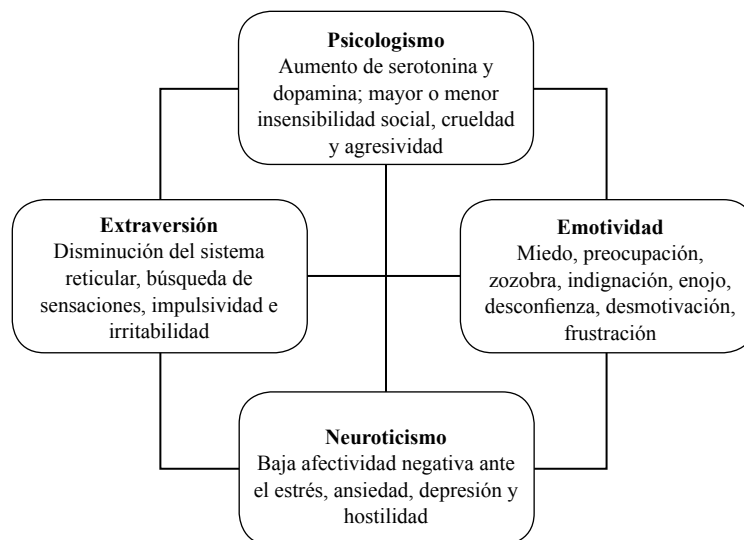 Psicologismo
Aumento de serotonina y
dopamina; mayor o menor
insensibilidad social, crueldad
y agresividad
Extraversión
Disminución del sistema
reticular, búsqueda de
sensaciones, impulsividad e
irritabilidad
Emotividad
Miedo, preocupación,
zozobra, indignación, enojo,
desconfienza, desmotivación,
frustración
Neuroticismo
Baja afectividad negativa ante
el estrés, ansiedad, depresión y
hostilidad